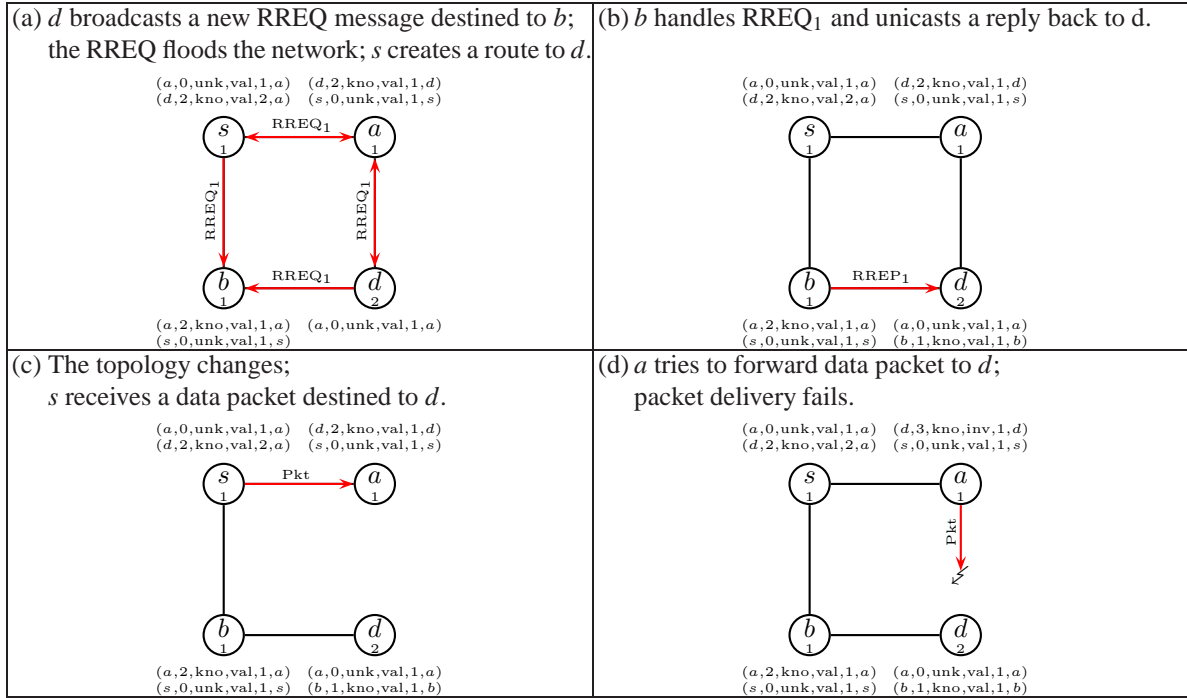 (a) d broadcasts a new RREQ message destined to b;
the RREQ floods the network; s creates a route to d.
(a,0,unk,val,1,a) (d,2,kno,val,1,d)
(d,2,kno,val,2,a) (s,0,unk,val,1,s)
s RREQ1 a
1 1
RREQ1 RREQ1
b RREQ1 d
1 2
(a,2,kno,val,1,a) (a,0,unk,val,1,a)
(s,0,unk,val,1,s)
(b) b handles RREQ1 and unicasts a reply back to d.
(a,0,unk,val,1,a) (d,2,kno,val,1,d)
(d,2,kno,val,2,a) (s,0,unk,val,1,s)
s a
1 1
b RREP1 d
1 2
(a,2,kno,val,1,a) (a,0,unk,val,1,a)
(s,0,unk,val,1,s) (b,1,kno,val,1,b)
(c) The topology changes;
s receives a data packet destined to d.
(a,0,unk,val,1,a) (d,2,kno,val,1,d)
(d,2,kno,val,2,a) (s,0,unk,val,1,s)
s Pkt a
1 1
b d
1 2
(a,2,kno,val,1,a) (a,0,unk,val,1,a)
(s,0,unk,val,1,s) (b,1,kno,val,1,b)
(d) a tries to forward data packet to d;
packet delivery fails.
(a,0,unk,val,1,a) (d,3,kno,inv,1,d)
(d,2,kno,val,2,a) (s,0,unk,val,1,s)
s a
1 1
Pkt
b d
1 2
(a,2,kno,val,1,a) (a,0,unk,val,1,a)
(s,0,unk,val,1,s) (b,1,kno,val,1,b)